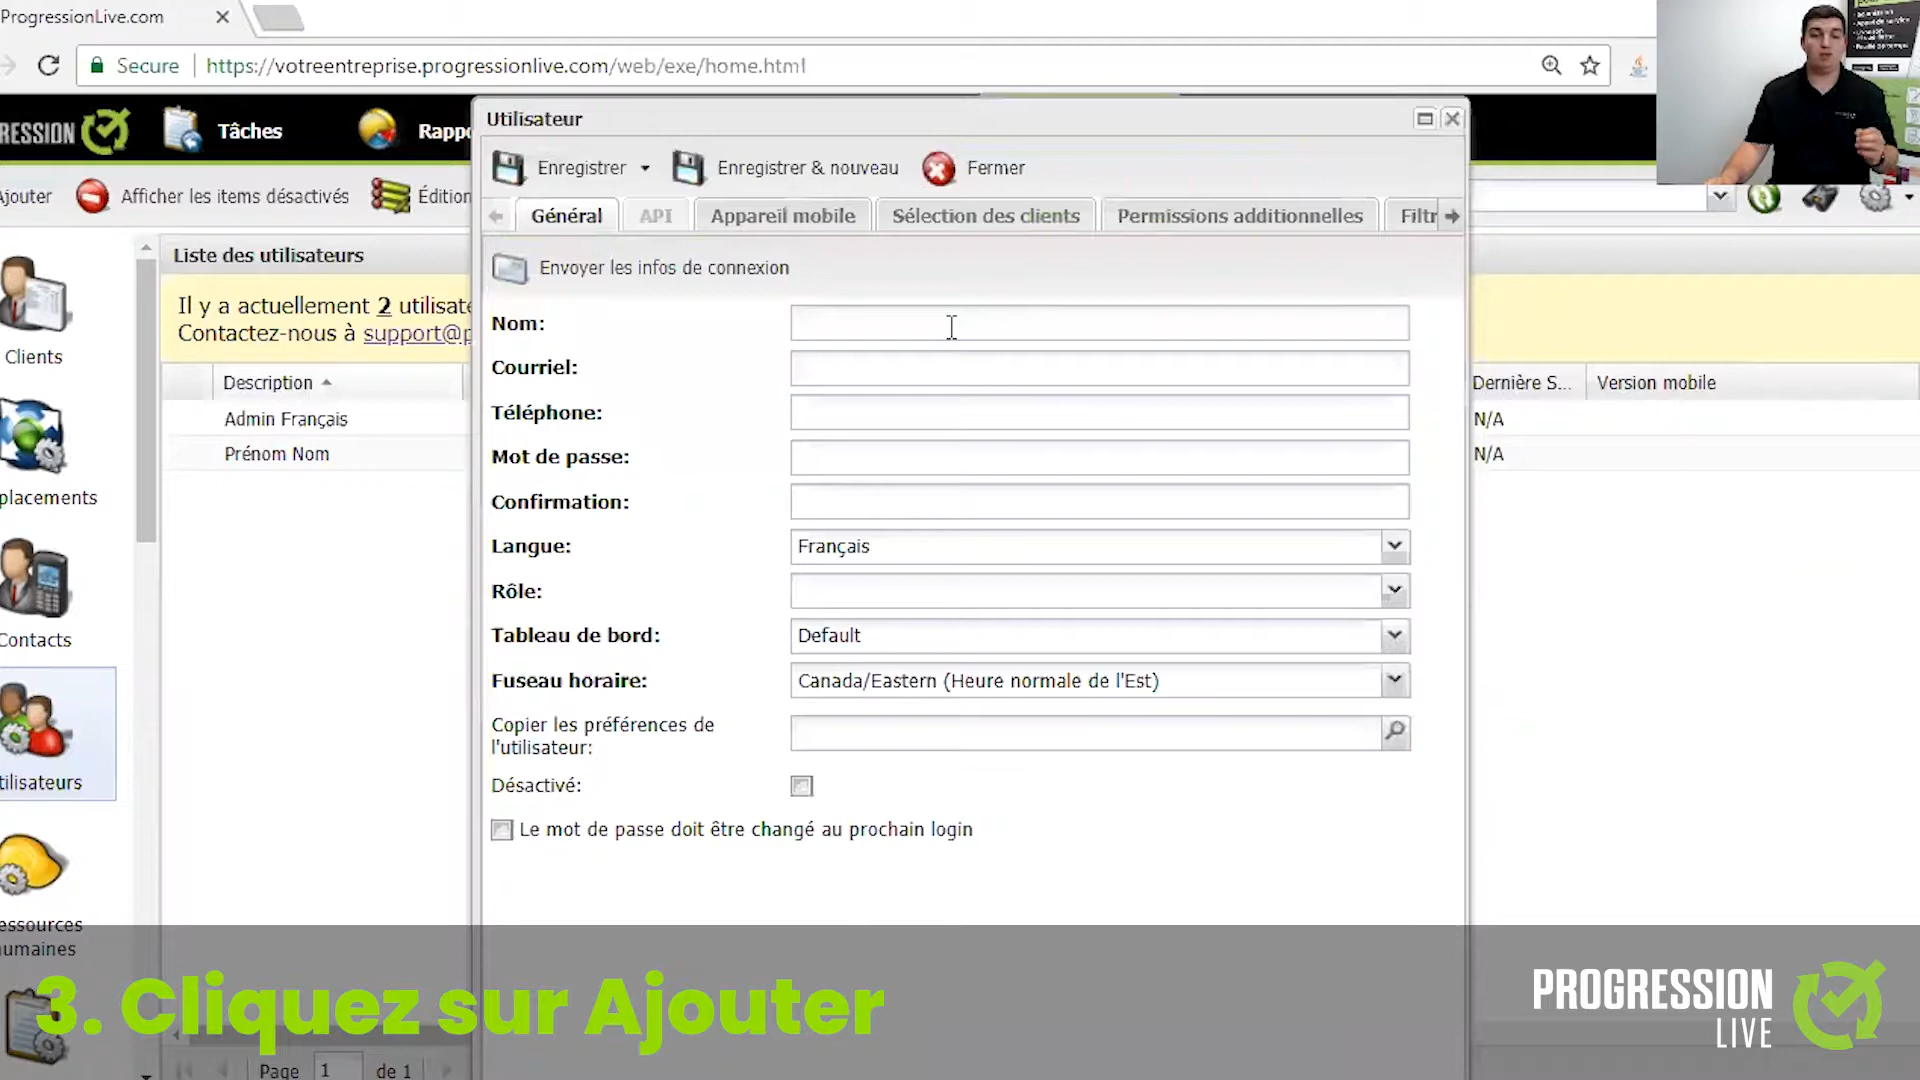 ProgressionLive.com
Secure
https://votreentreprise.progressionlive.com/web/exe/home.html
RESSION
Tâches
Rappo
Ajouter
Afficher les items désactivés
Édition
Utilisateur
Enregistrer
Enregistrer & nouveau
Fermer
Général
API
Appareil mobile
Sélection des clients
Permissions additionnelles
Filtr
Envoyer les infos de connexion
Liste des utilisateurs
Il y a actuellement 2 utilisate
Contactez-nous à support@p
Description
Dernière S...
Version mobile
Admin Français
N/A
Prénom Nom
N/A
Nom:
Courriel:
Téléphone:
Mot de passe:
Confirmation:
Langue:
Français
Rôle:
Tableau de bord:
Default
Fuseau horaire:
Canada/Eastern (Heure normale de l'Est)
Copier les préférences de
l'utilisateur:
Désactivé:
Le mot de passe doit être changé au prochain login
Clients
placements
Contacts
tilisateurs
essources
umaines
Page
1
de 1
3. Cliquez sur Ajouter
PROGRESSION
LIVE